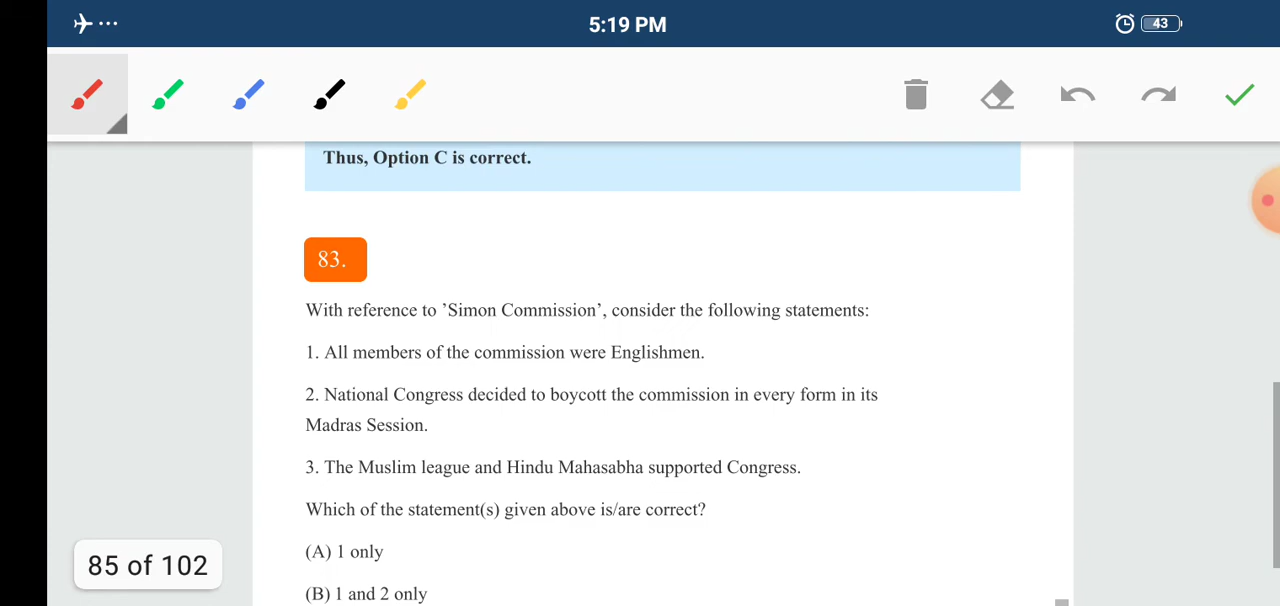 5:19 PM
43
Thus, Option C is correct.
83.
With reference to ’Simon Commission’, consider the following statements:
1. All members of the commission were Englishmen.
2. National Congress decided to boycott the commission in every form in its
Madras Session.
3. The Muslim league and Hindu Mahasabha supported Congress.
Which of the statement(s) given above is/are correct?
(A) 1 only
85 of 102
(B) 1 and 2 only